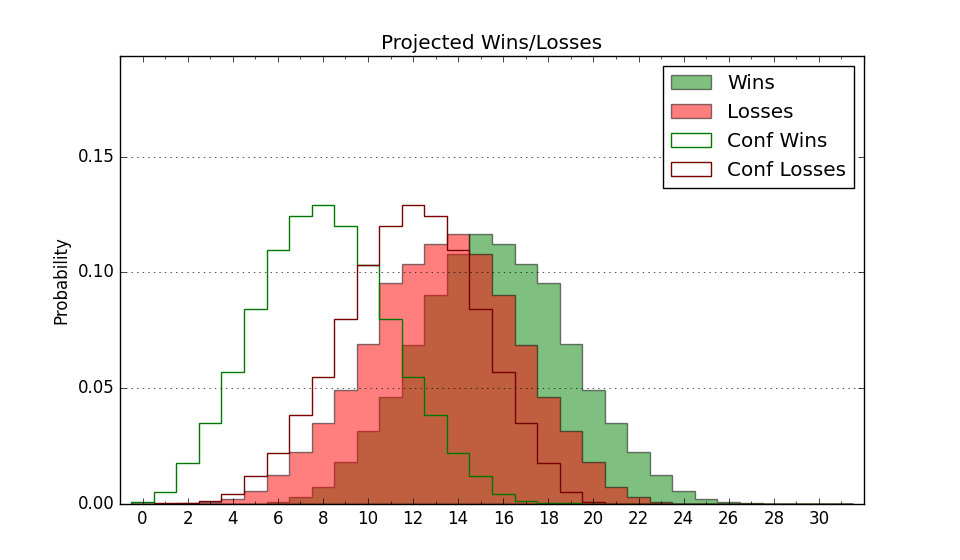 Projected Wins/Losses
Wins
Losses
Conf Wins
Conf Losses
Probability
0.15
0.10
0.05
0.00
0 2 4 6 8 10 12 14 16 18 20 22 24 26 28 30